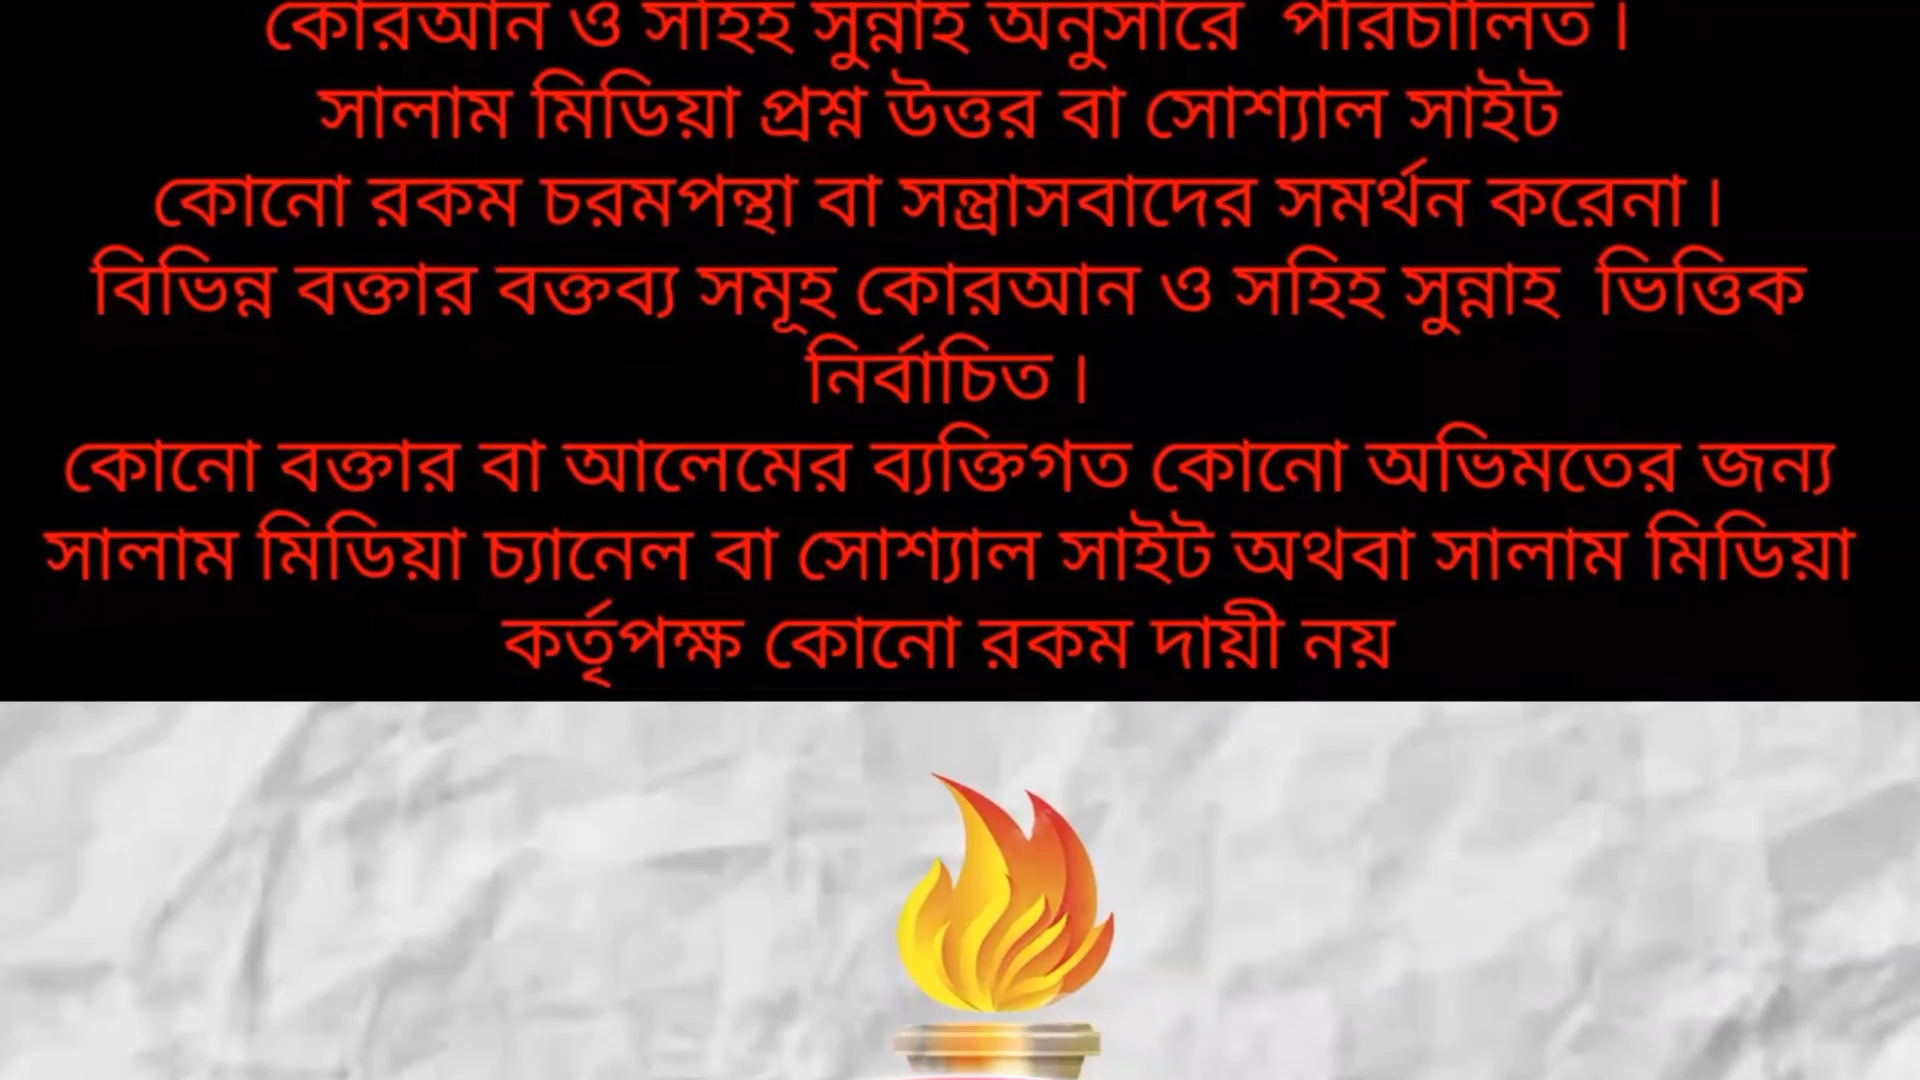 কোরআন ও সহিহ সুন্নাহ অনুসারে পরিচালিত।
সালাম মিডিয়া প্রশ্ন উত্তর বা সোশ্যাল সাইট
কোনো রকম চরমপন্থা বা সন্ত্রাসবাদের সমর্থন করেনা।
বিভিন্ন বক্তার বক্তব্য সমূহ কোরআন ও সহিহ সুন্নাহ ভিত্তিক
নির্বাচিত।
কোনো বক্তার বা আলেমের ব্যক্তিগত কোনো অভিমতের জন্য
সালাম মিডিয়া চ্যানেল বা সোশ্যাল সাইট অথবা সালাম মিডিয়া
কর্তৃপক্ষ কোনো রকম দায়ী নয়